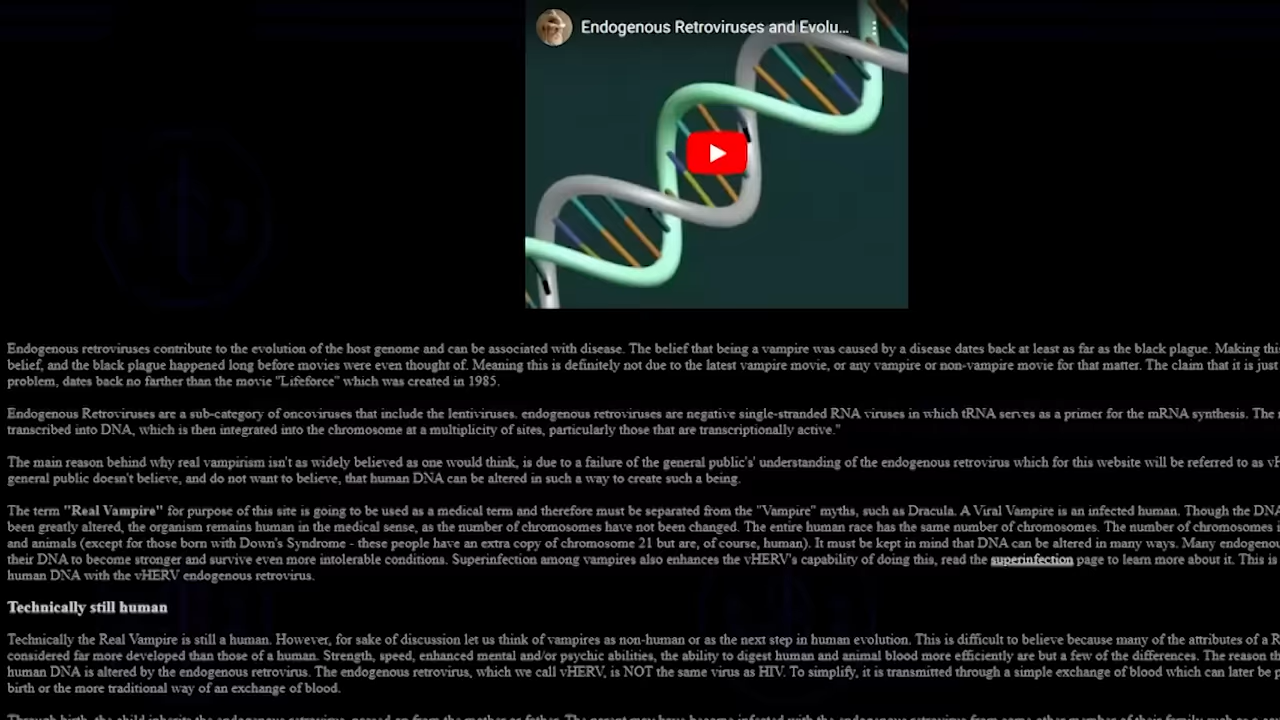 Endogenous Retroviruses and Evolu...
Endogenous retroviruses contribute to the evolution of the host genome and can be associated with disease. The belief that being a vampire was caused by a disease dates back at least as far as the black plague. Making this
belief, and the black plague happened long before movies were even thought of. Meaning this is definitely not due to the latest vampire movie, or any vampire or non-vampire movie for that matter. The claim that it is just
problem, dates back no farther than the movie "Lifeforce" which was created in 1985.
Endogenous Retroviruses are a sub-category of oncoviruses that include the lentiviruses. endogenous retroviruses are negative single-stranded RNA viruses in which tRNA serves as a primer for the mRNA synthesis. The
transcribed into DNA, which is then integrated into the chromosome at a multiplicity of sites, particularly those that are transcriptionally active."
The main reason behind why real vampirism isn't as widely believed as one would think, is due to a failure of the general public's' understanding of the endogenous retrovirus which for this website will be referred to as
general public doesn't believe, and do not want to believe, that human DNA can be altered in such a way to create such a being.
The term "Real Vampire" for purpose of this site is going to be used as a medical term and therefore must be separated from the "Vampire" myths, such as Dracula. A Viral Vampire is an infected human. Though the DNA
been greatly altered, the organism remains human in the medical sense, as the number of chromosomes have not been changed. The entire human race has the same number of chromosomes. The number of chromosomes
and animals (except for those born with Down's Syndrome - these people have an extra copy of chromosome 21 but are, of course, human). It must be kept in mind that DNA can be altered in many ways. Many
their DNA to become stronger and survive even more intolerable conditions. Superinfection among vampires also enhances the vHERV's capability of doing this, read the superinfection page to learn more about it. This is
human DNA with the vHERV endogenous retrovirus.
Technically still human
Technically the Real Vampire is still a human. However, for sake of discussion let us think of vampires as non-human or as the next step in human evolution. This is difficult to believe because many of the attributes of a
considered far more developed than those of a human. Strength, speed, enhanced mental and/or psychic abilities, the ability to digest human and animal blood more efficiently are but a few of the differences. The reason
human DNA is altered by the endogenous retrovirus. The endogenous retrovirus, which we call vHERV, is NOT the same virus as HIV. To simplify, it is transmitted through a simple exchange of blood which can later be
birth or the more traditional way of an exchange of blood.